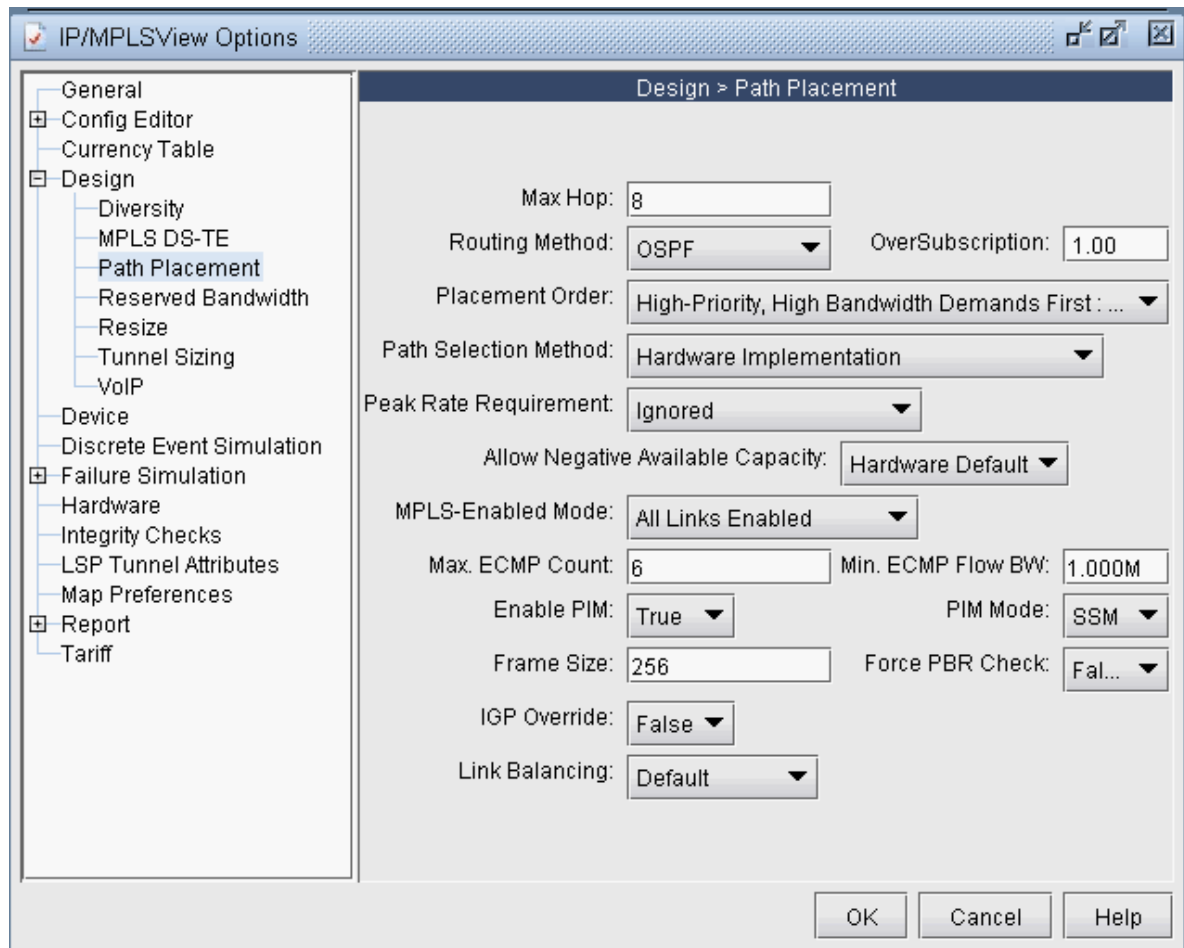 IP/MPLSView Options
General
Config Editor
Currency Table
Design
Diversity
MPLS DS-TE
Path Placement
Reserved Bandwidth
Resize
Tunnel Sizing
VoIP
Device
Discrete Event Simulation
Failure Simulation
Hardware
Integrity Checks
LSP Tunnel Attributes
Map Preferences
Report
Tariff
Design > Path Placement
Max Hop: 8
Routing Method: OSPF OverSubscription: 1.00
Placement Order: High-Priority, High Bandwidth Demands First : ...
Path Selection Method: Hardware Implementation
Peak Rate Requirement: Ignored
Allow Negative Available Capacity: Hardware Default
MPLS-Enabled Mode: All Links Enabled
Max. ECMP Count: 6 Min. ECMP Flow BW: 1.000M
Enable PIM: True PIM Mode: SSM
Frame Size: 256 Force PBR Check: Fal...
IGP Override: False
Link Balancing: Default
OK Cancel Help